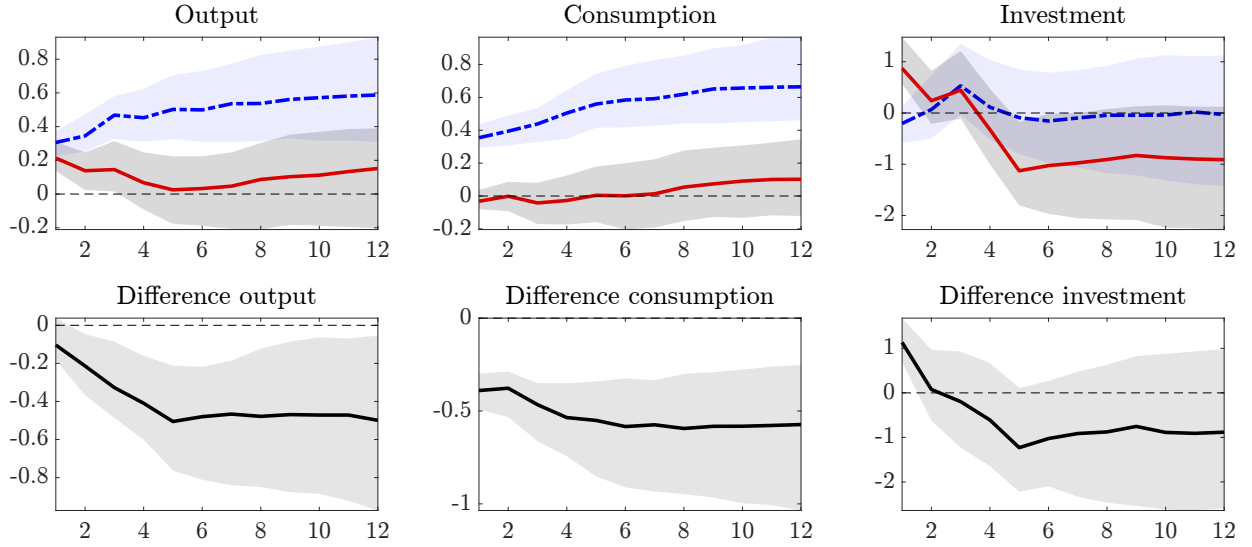 Output
0.8
0.6
0.4
0.2
0
-0.2
2 4 6 8 10 12
Consumption
0.8
0.6
0.4
0.2
0
-0.2
2 4 6 8 10 12
Investment
1
0
-1
-2
2 4 6 8 10 12
Difference output
0
-0.2
-0.4
-0.6
-0.8
2 4 6 8 10 12
Difference consumption
0
-0.5
-1
2 4 6 8 10 12
Difference investment
1
0
-1
-2
2 4 6 8 10 12